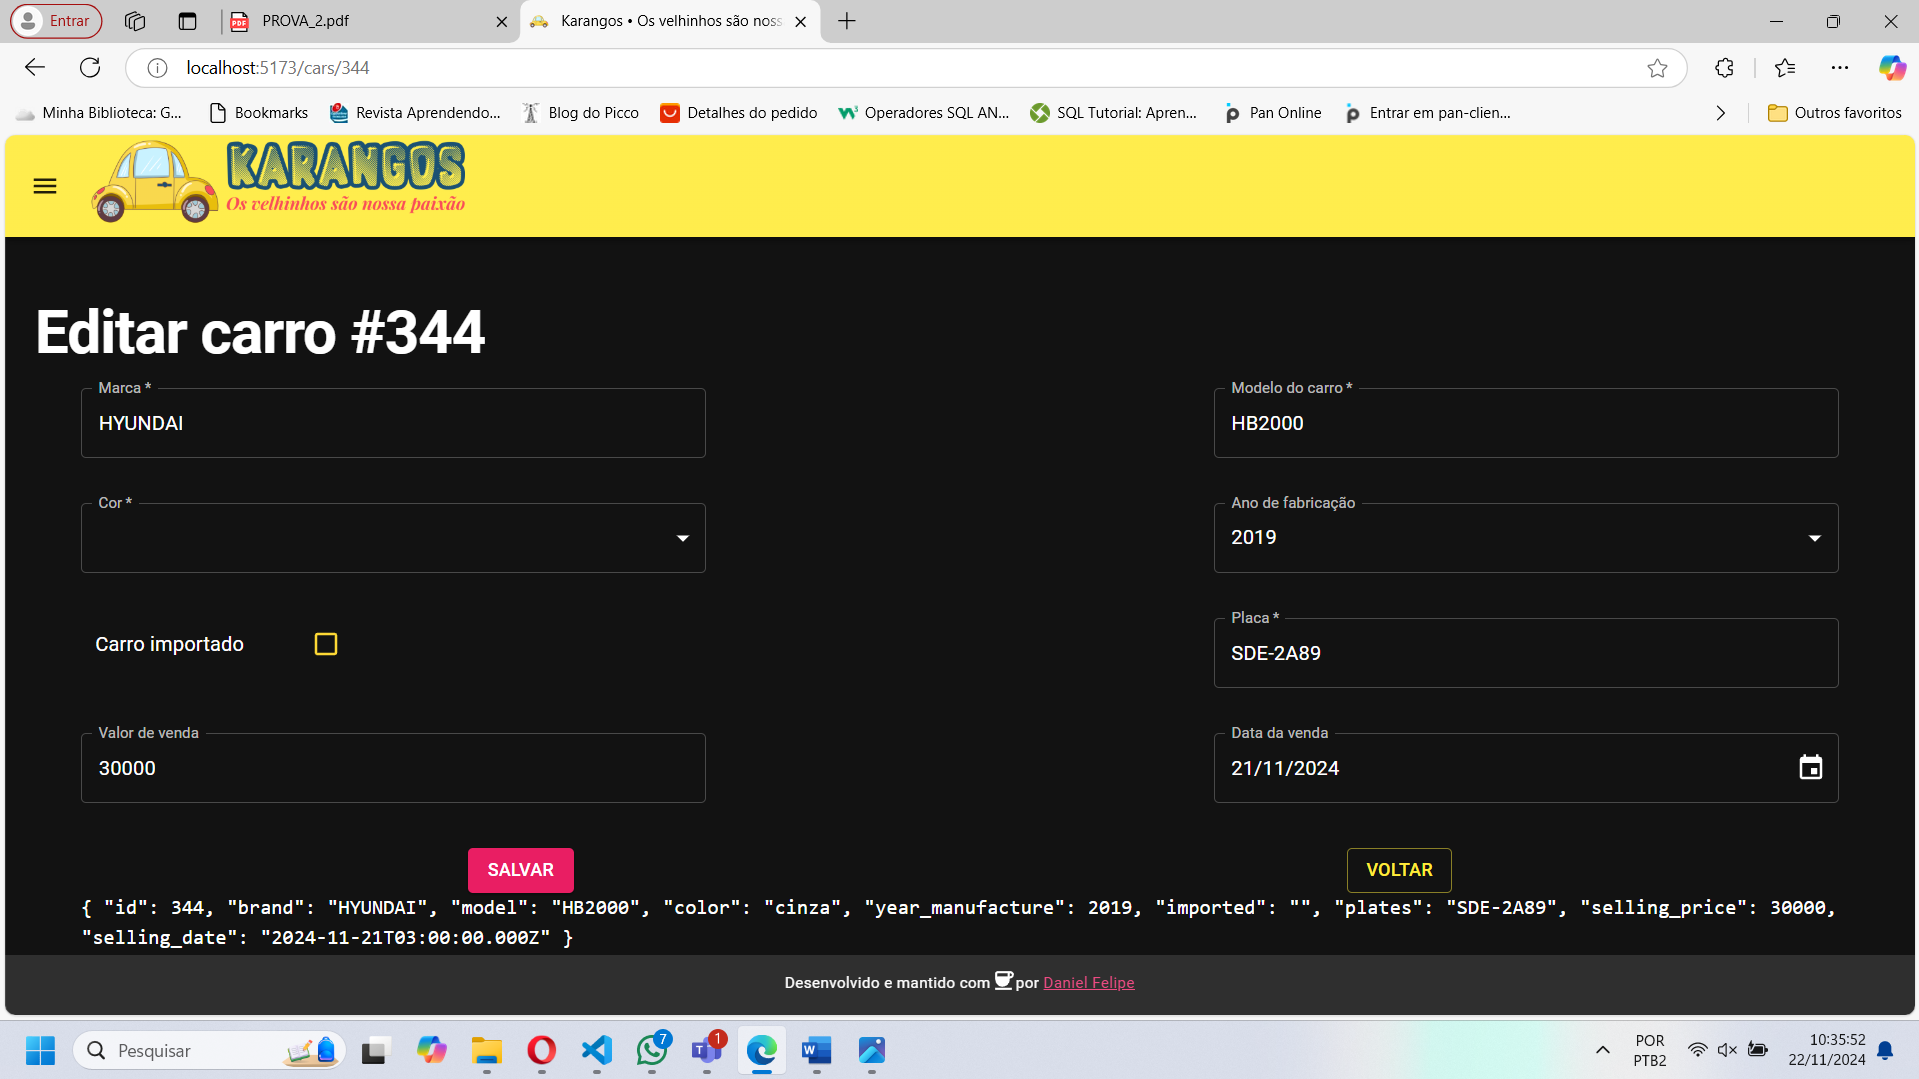 Entrar
PROVA_2.pdf
Karangos • Os velhinhos são noss
localhost:5173/cars/344
Minha Biblioteca: G...
Bookmarks
Revista Aprendendo...
Blog do Picco
Detalhes do pedido
Operadores SQL AN...
SQL Tutorial: Apren...
Pan Online
Entrar em pan-clien...
Outros favoritos
KARANGOS
Os velhinhos são nossa paixão
Editar carro #344
Marca *
HYUNDAI
Modelo do carro *
HB2000
Cor *
Ano de fabricação
2019
Carro importado
Placa *
SDE-2A89
Valor de venda
30000
Data da venda
21/11/2024
SALVAR
VOLTAR
{ "id": 344, "brand": "HYUNDAI", "model": "HB2000", "color": "cinza", "year_manufacture": 2019, "imported": "", "plates": "SDE-2A89", "selling_price": 30000,
"selling_date": "2024-11-21T03:00:00.000Z" }
Desenvolvido e mantido com por Daniel Felipe
Pesquisar
7
1
POR
PTB2
10:35:52
22/11/2024